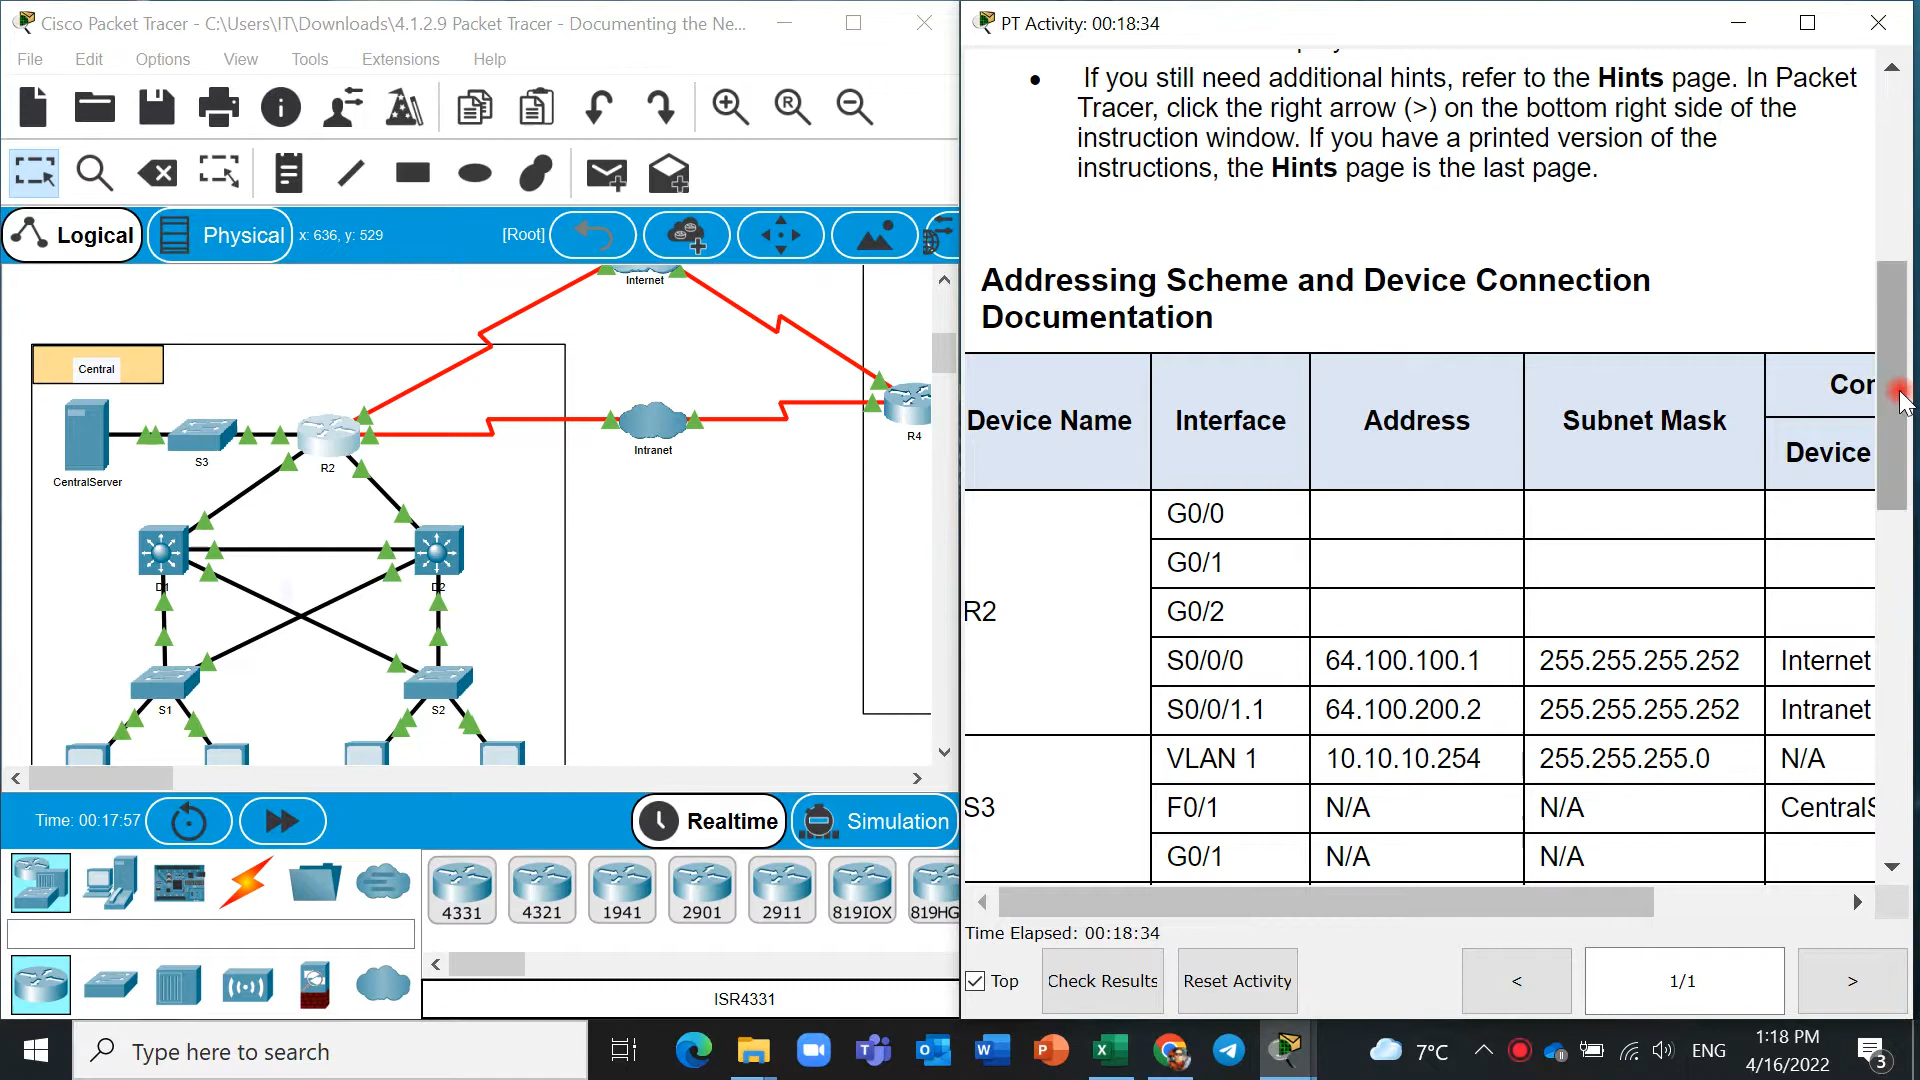 Cisco Packet Tracer - C:\Users\IT\Downloads\4.1.2.9 Packet Tracer - Documenting the Ne...
File Edit Options View Tools Extensions Help
Logical
Physical
x: 636, y: 529
[Root]
Internet
Central
CentralServer
S3
R2
Intranet
R4
D1
D2
S1
S2
Time: 00:17:57
Realtime
Simulation
4331
4321
1941
2901
2911
819IOX
819HG
ISR4331
PT Activity: 00:18:34
• If you still need additional hints, refer to the Hints page. In Packet
Tracer, click the right arrow (>) on the bottom right side of the
instruction window. If you have a printed version of the
instructions, the Hints page is the last page.
Addressing Scheme and Device Connection
Documentation
Device Name Interface Address Subnet Mask Cor
Device
R2
G0/0
G0/1
G0/2
S0/0/0 64.100.100.1 255.255.255.252 Internet
S0/0/1.1 64.100.200.2 255.255.255.252 Intranet
S3
VLAN 1 10.10.10.254 255.255.255.0 N/A
F0/1 N/A N/A CentralS
G0/1 N/A N/A
Time Elapsed: 00:18:34
Top
Check Results
Reset Activity
<
1/1
>
Type here to search
7°C
ENG
1:18 PM
4/16/2022
3